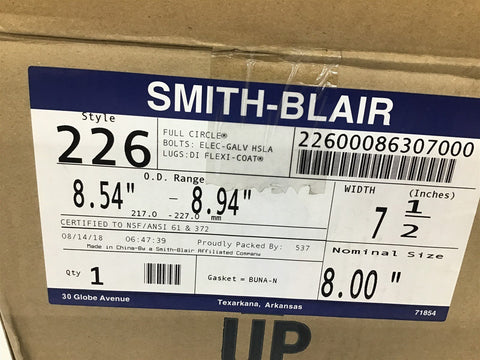 SMITH-BLAIR
Style
226
FULL CIRCLE®
BOLTS: ELEC-GALV HSLA
LUGS:DI FLEXI-COAT®
22600086307000
O.D. Range
8.54" - 8.94"
217.0 -227.0 mm
WIDTH (Inches)
7 1/2
CERTIFIED TO NSF/ANSI 61 & 372
08/14/18 06:47:39 Proudly Packed By: 537
Made in China-By a Smith-Blair Affiliated Company
Nominal Size
8.00 "
Qty 1
Gasket = BUNA-N
30 Globe Avenue Texarkana, Arkansas 71854
UP